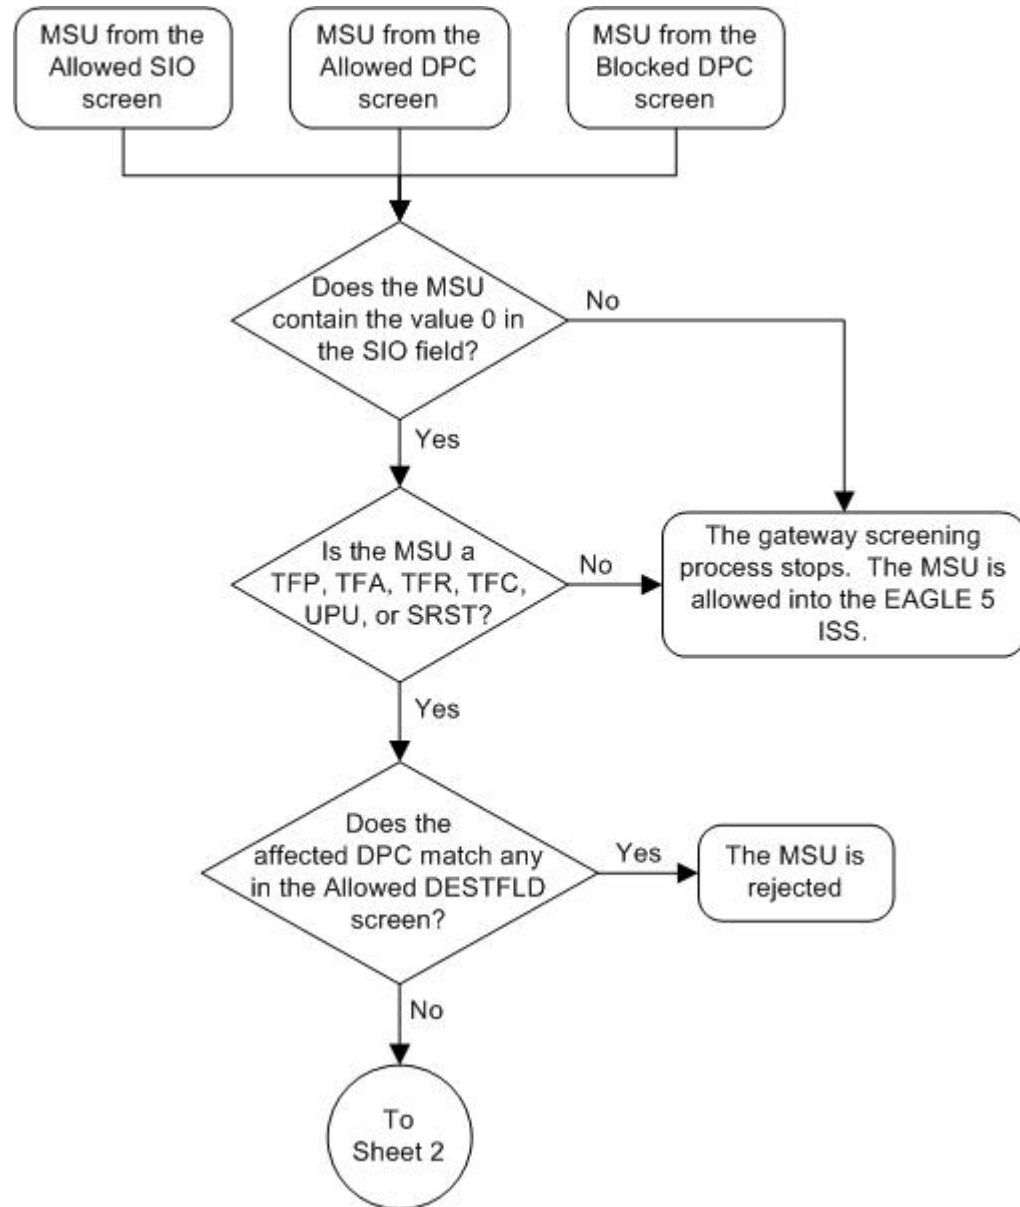 MSU from the
Allowed SIO
screen
MSU from the
Allowed DPC
screen
MSU from the
Blocked DPC
screen
Does the MSU
contain the value 0 in
the SIO field?
No
Yes
Is the MSU a
TFP, TFA, TFR, TFC,
UPU, or SRST?
No
The gateway screening
process stops.  The MSU is
allowed into the EAGLE 5
ISS.
Yes
Does the
affected DPC match any
in the Allowed DESTFLD
screen?
Yes
The MSU is
rejected
No
To
Sheet 2